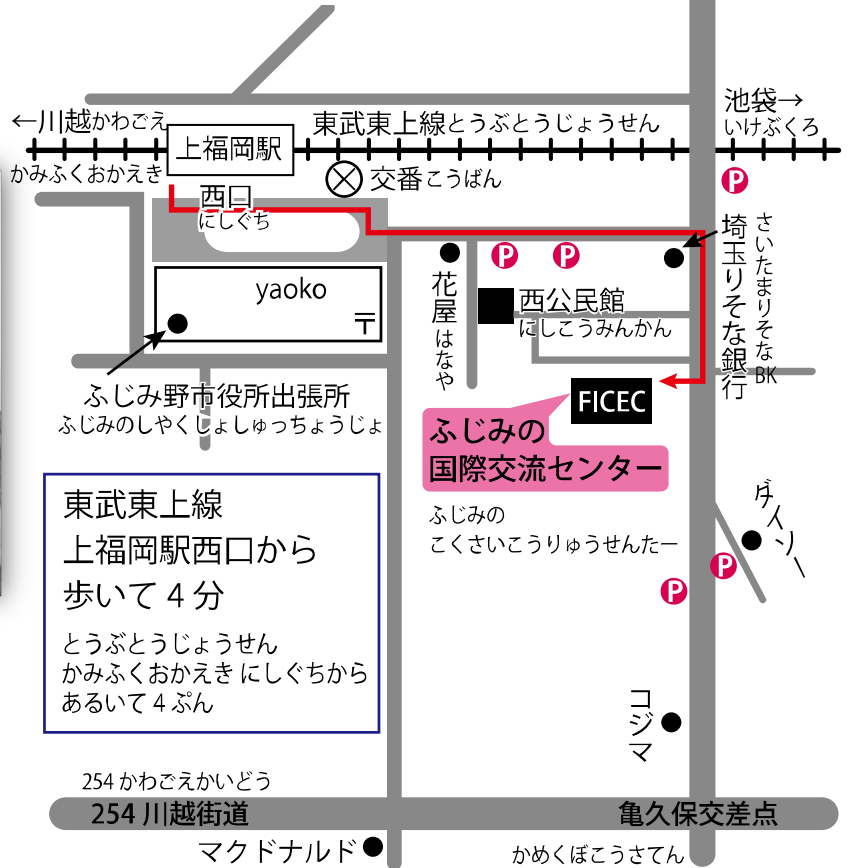 ←川越かわごえ
池袋→
いけぶくろ
東武東上線とうぶとうじょうせん
上福岡駅
かみふくおかえき
交番こうばん
P
西口
にしぐち
埼玉りそな銀行
さいたまりそなBK
花屋はなや
P
P
西公民館
にしこうみんかん
yaoko
〒
ふじみ野市役所出張所
ふじみのしやくしょしゅっちょうじょ
FICEC
ふじみの
国際交流センター
ふじみの
こくさいこうりゅうせんたー
東武東上線
上福岡駅西口から
歩いて 4 分
とうぶとうじょうせん
かみふくおかえき にしぐちから
あるいて 4 ぷん
ダイソー
P
P
コジマ
254 かわごえかいどう
254 川越街道
亀久保交差点
かめくぼこうさてん
マクドナルド